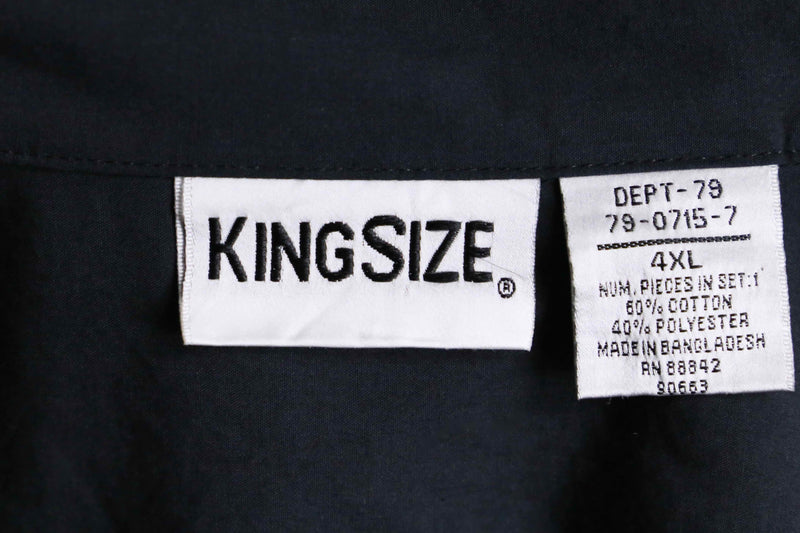 KINGSIZE®
DEPT-79
79-0715-7
4XL
NUM. PIECES IN SET:1
60% COTTON
40% POLYESTER
MADE IN BANGLADESH
RN 88842
90663